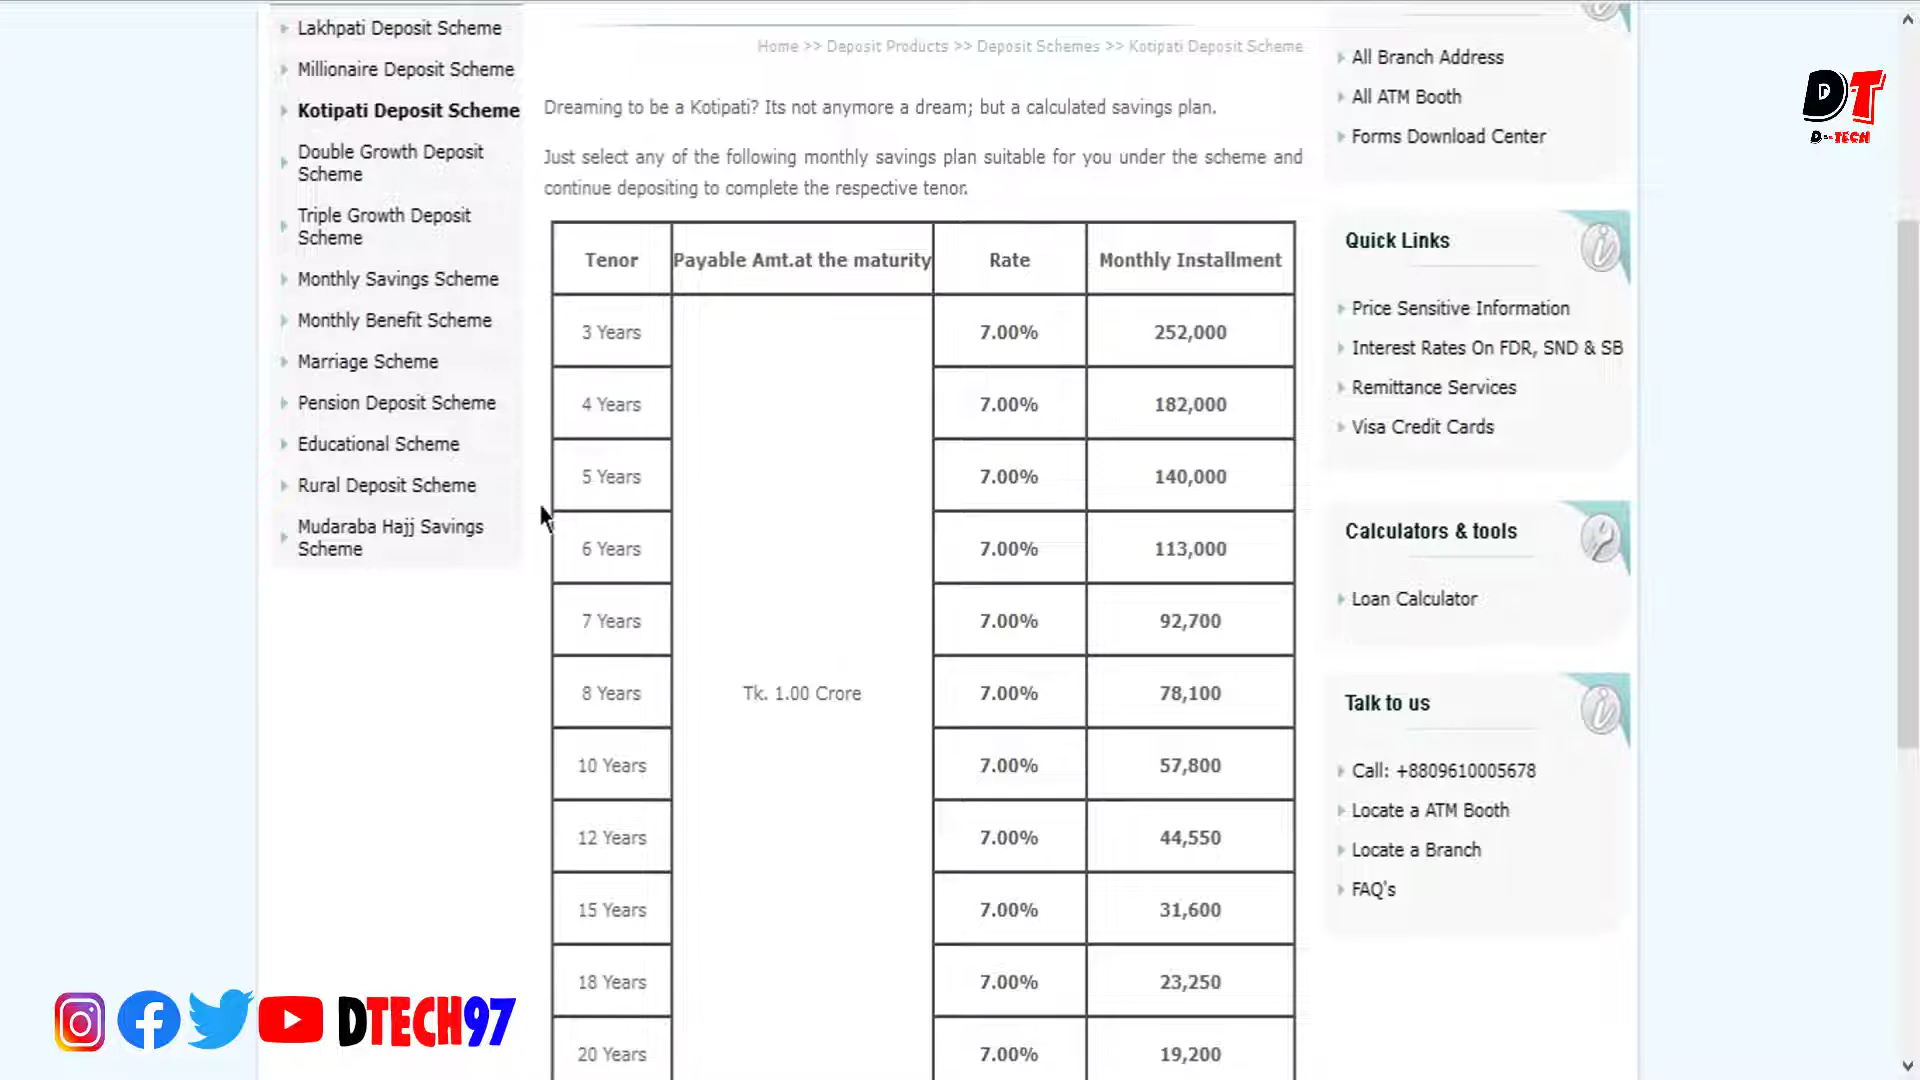 Lakhpati Deposit Scheme
Millionaire Deposit Scheme
Kotipati Deposit Scheme
Double Growth Deposit
Scheme
Triple Growth Deposit
Scheme
Monthly Savings Scheme
Monthly Benefit Scheme
Marriage Scheme
Pension Deposit Scheme
Educational Scheme
Rural Deposit Scheme
Mudaraba Hajj Savings
Scheme
Home >> Deposit Products >> Deposit Schemes >> Kotipati Deposit Scheme
Dreaming to be a Kotipati? Its not anymore a dream; but a calculated savings plan.
Just select any of the following monthly savings plan suitable for you under the scheme and
continue depositing to complete the respective tenor.
Tenor Payable Amt.at the maturity Rate Monthly Installment
3 Years 7.00% 252,000
4 Years 7.00% 182,000
5 Years 7.00% 140,000
6 Years 7.00% 113,000
7 Years 7.00% 92,700
8 Years Tk. 1.00 Crore 7.00% 78,100
10 Years 7.00% 57,800
12 Years 7.00% 44,550
15 Years 7.00% 31,600
18 Years 7.00% 23,250
20 Years 7.00% 19,200
All Branch Address
All ATM Booth
Forms Download Center
Quick Links
Price Sensitive Information
Interest Rates On FDR, SND & SB
Remittance Services
Visa Credit Cards
Calculators & tools
Loan Calculator
Talk to us
Call: +8809610005678
Locate a ATM Booth
Locate a Branch
FAQ's
DT
D--TECH
DTECH97